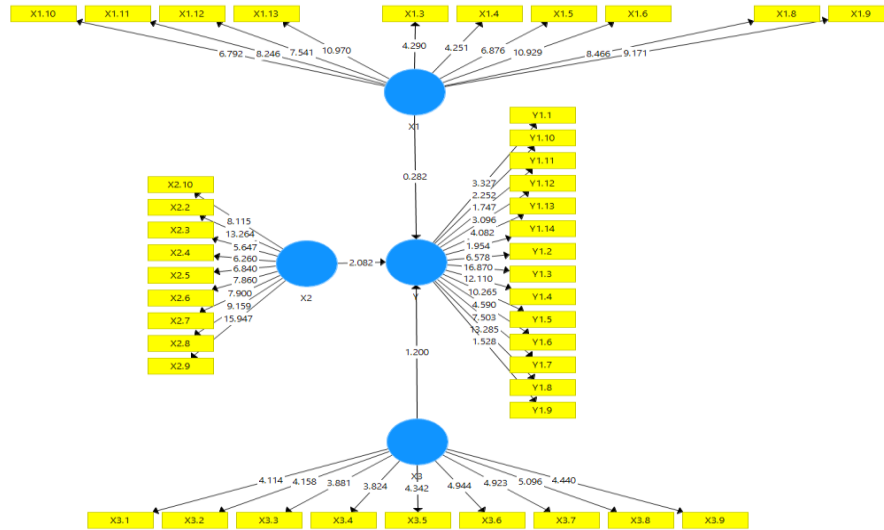 X1.10 X1.11 X1.12 X1.13 X1.3 X1.4 X1.5 X1.6 X1.8 X1.9
6.792 8.246 7.541 10.970 4.290 4.251 6.876 10.929 8.466 9.171
X1
0.282
X2.10
X2.2
X2.3
X2.4
X2.5
X2.6
X2.7
X2.8
X2.9
8.115
13.264
5.647
6.260
6.840
7.860
7.900
9.159
15.947
X2
2.082
Y
3.327
2.252
1.747
3.096
4.082
1.954
6.578
16.870
12.110
10.265
4.590
7.503
13.285
1.528
Y1.1
Y1.10
Y1.11
Y1.12
Y1.13
Y1.14
Y1.2
Y1.3
Y1.4
Y1.5
Y1.6
Y1.7
Y1.8
Y1.9
1.200
X3
4.114 4.158 3.881 3.824 4.342 4.944 4.923 5.096 4.440
X3.1 X3.2 X3.3 X3.4 X3.5 X3.6 X3.7 X3.8 X3.9